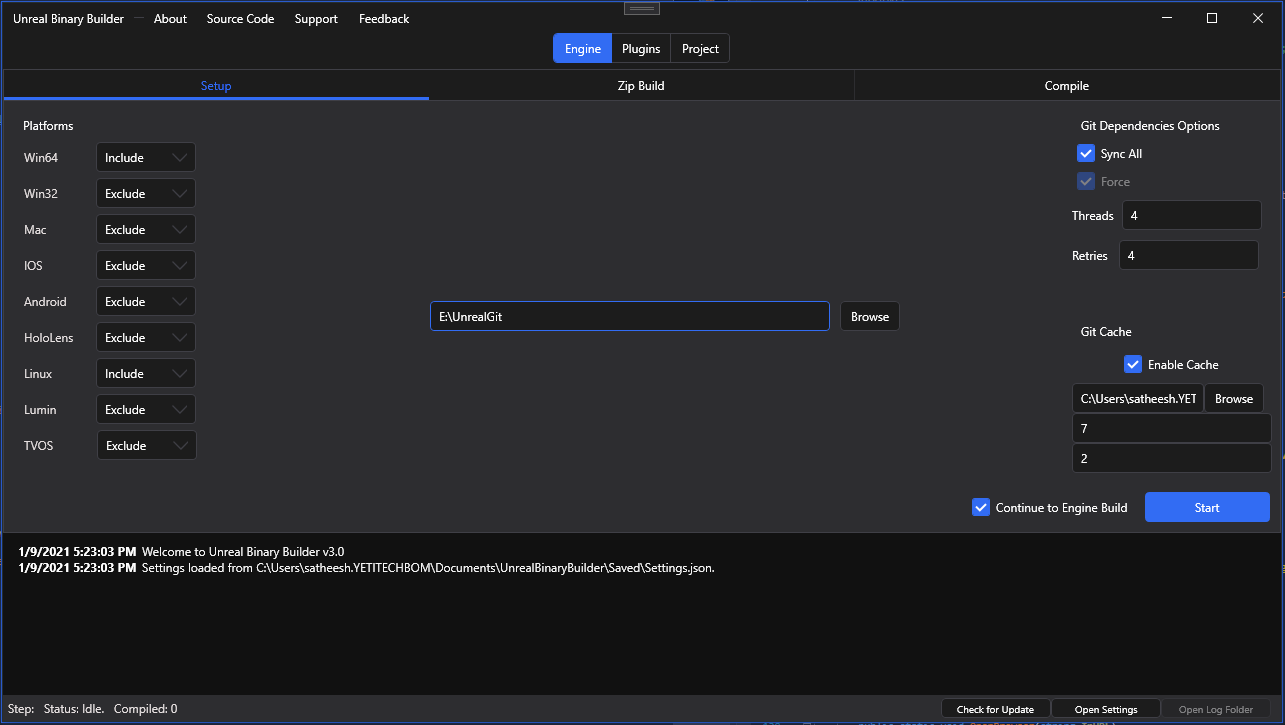 Unreal Binary Builder About Source Code Support Feedback
Engine Plugins Project
Setup Zip Build Compile
Platforms
Win64 Include
Win32 Exclude
Mac Exclude
IOS Exclude
Android Exclude
HoloLens Exclude
Linux Include
Lumin Exclude
TVOS Exclude
E:\UnrealGit Browse
Git Dependencies Options
Sync All
Force
Threads 4
Retries 4
Git Cache
Enable Cache
C:\Users\satheesh.YET Browse
7
2
Continue to Engine Build Start
1/9/2021 5:23:03 PM Welcome to Unreal Binary Builder v3.0
1/9/2021 5:23:03 PM Settings loaded from C:\Users\satheesh.YETITECHBOM\Documents\UnrealBinaryBuilder\Saved\Settings.json.
Step: Status: Idle. Compiled: 0 Check for Update Open Settings Open Log Folder